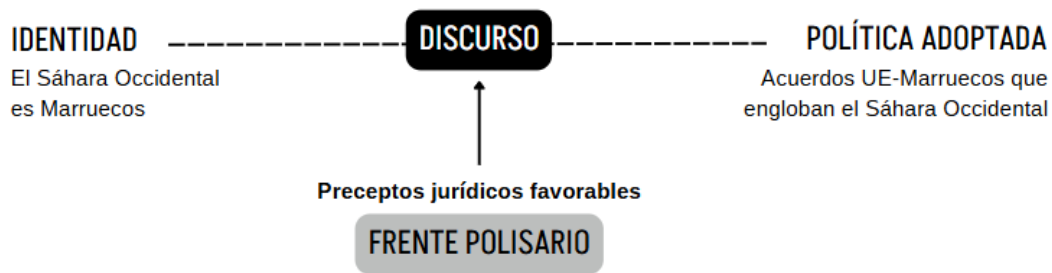 IDENTIDAD
El Sáhara Occidental
es Marruecos
DISCURSO
POLÍTICA ADOPTADA
Acuerdos UE-Marruecos que
engloban el Sáhara Occidental
Preceptos jurídicos favorables
FRENTE POLISARIO